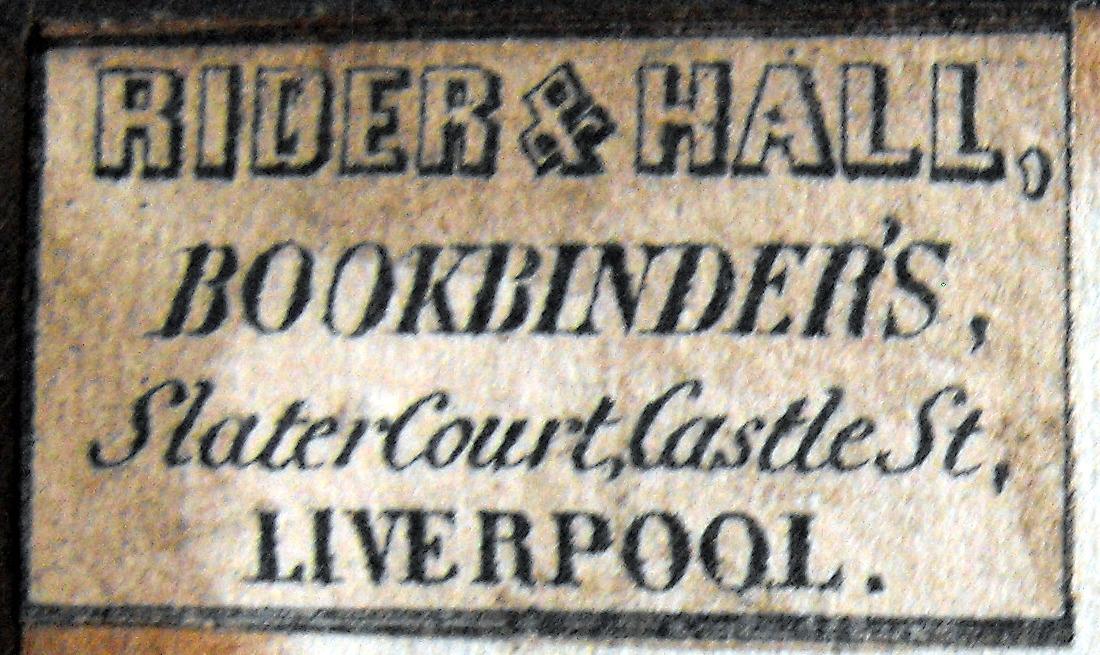 RIDER & HALL,
BOOKBINDER'S,
Slater Court, Castle St,
LIVERPOOL.